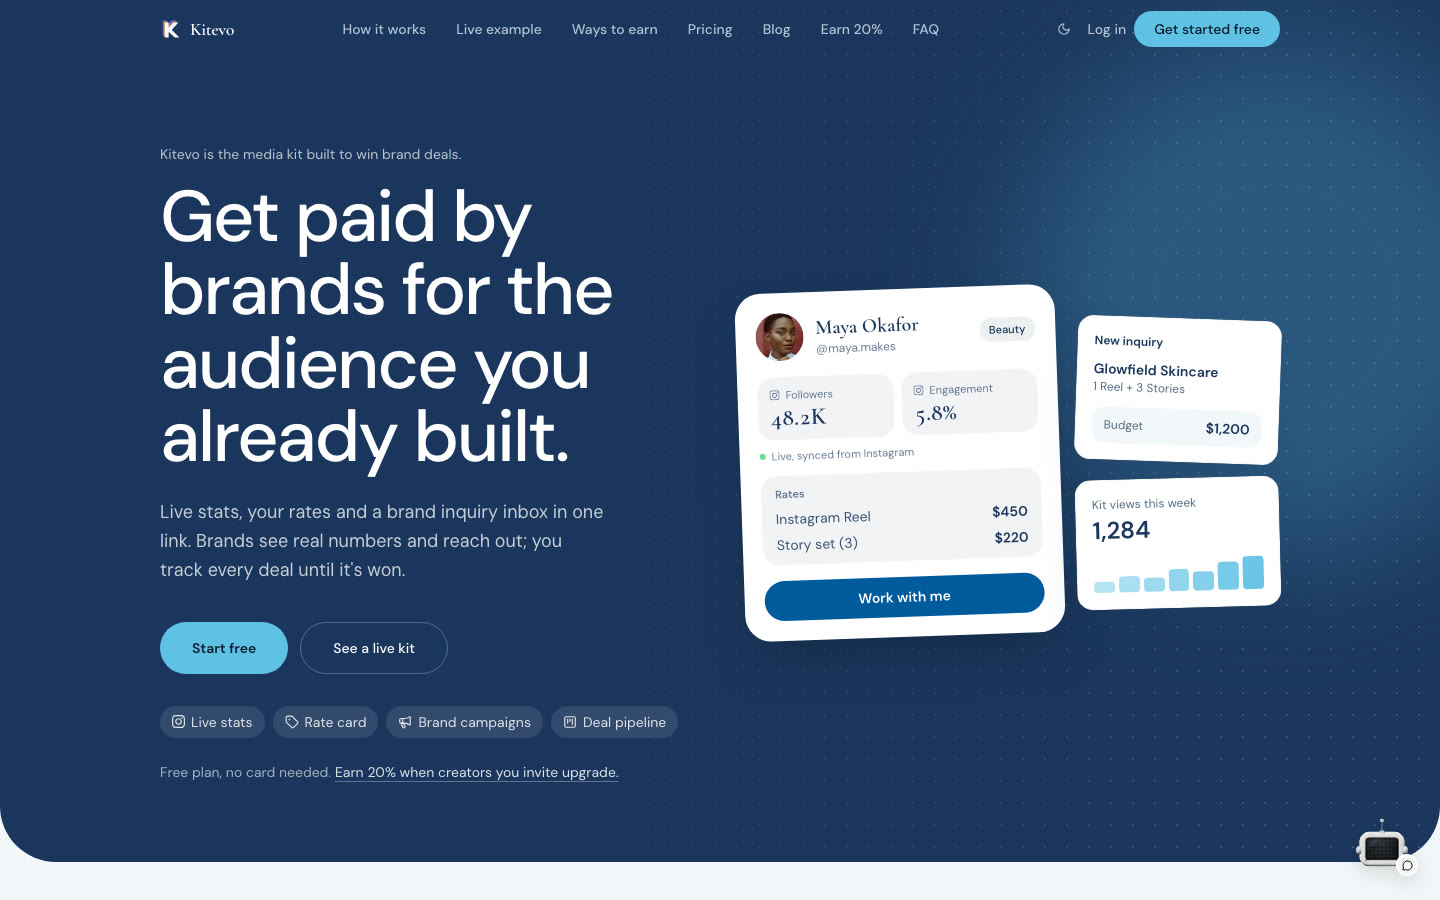 Kitevo
How it works
Live example
Ways to earn
Pricing
Blog
Earn 20%
FAQ
Log in
Get started free
Kitevo is the media kit built to win brand deals.
Get paid by
brands for the
audience you
already built.
Live stats, your rates and a brand inquiry inbox in one
link. Brands see real numbers and reach out; you
track every deal until it's won.
Start free
See a live kit
Live stats
Rate card
Brand campaigns
Deal pipeline
Free plan, no card needed. Earn 20% when creators you invite upgrade.
Maya Okafor
@maya.makes
Beauty
Followers
48.2K
Engagement
5.8%
Live, synced from Instagram
Rates
Instagram Reel $450
Story set (3) $220
Work with me
New inquiry
Glowfield Skincare
1 Reel + 3 Stories
Budget $1,200
Kit views this week
1,284